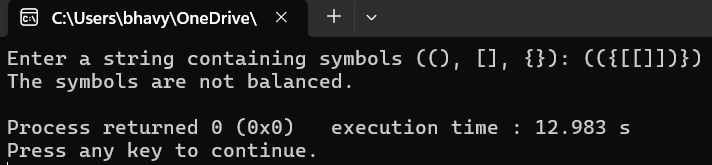 C:\Users\bhavy\OneDrive\
Enter a string containing symbols ((), [], {}): (({[[]])})
The symbols are not balanced.
Process returned 0 (0x0)   execution time : 12.983 s
Press any key to continue.